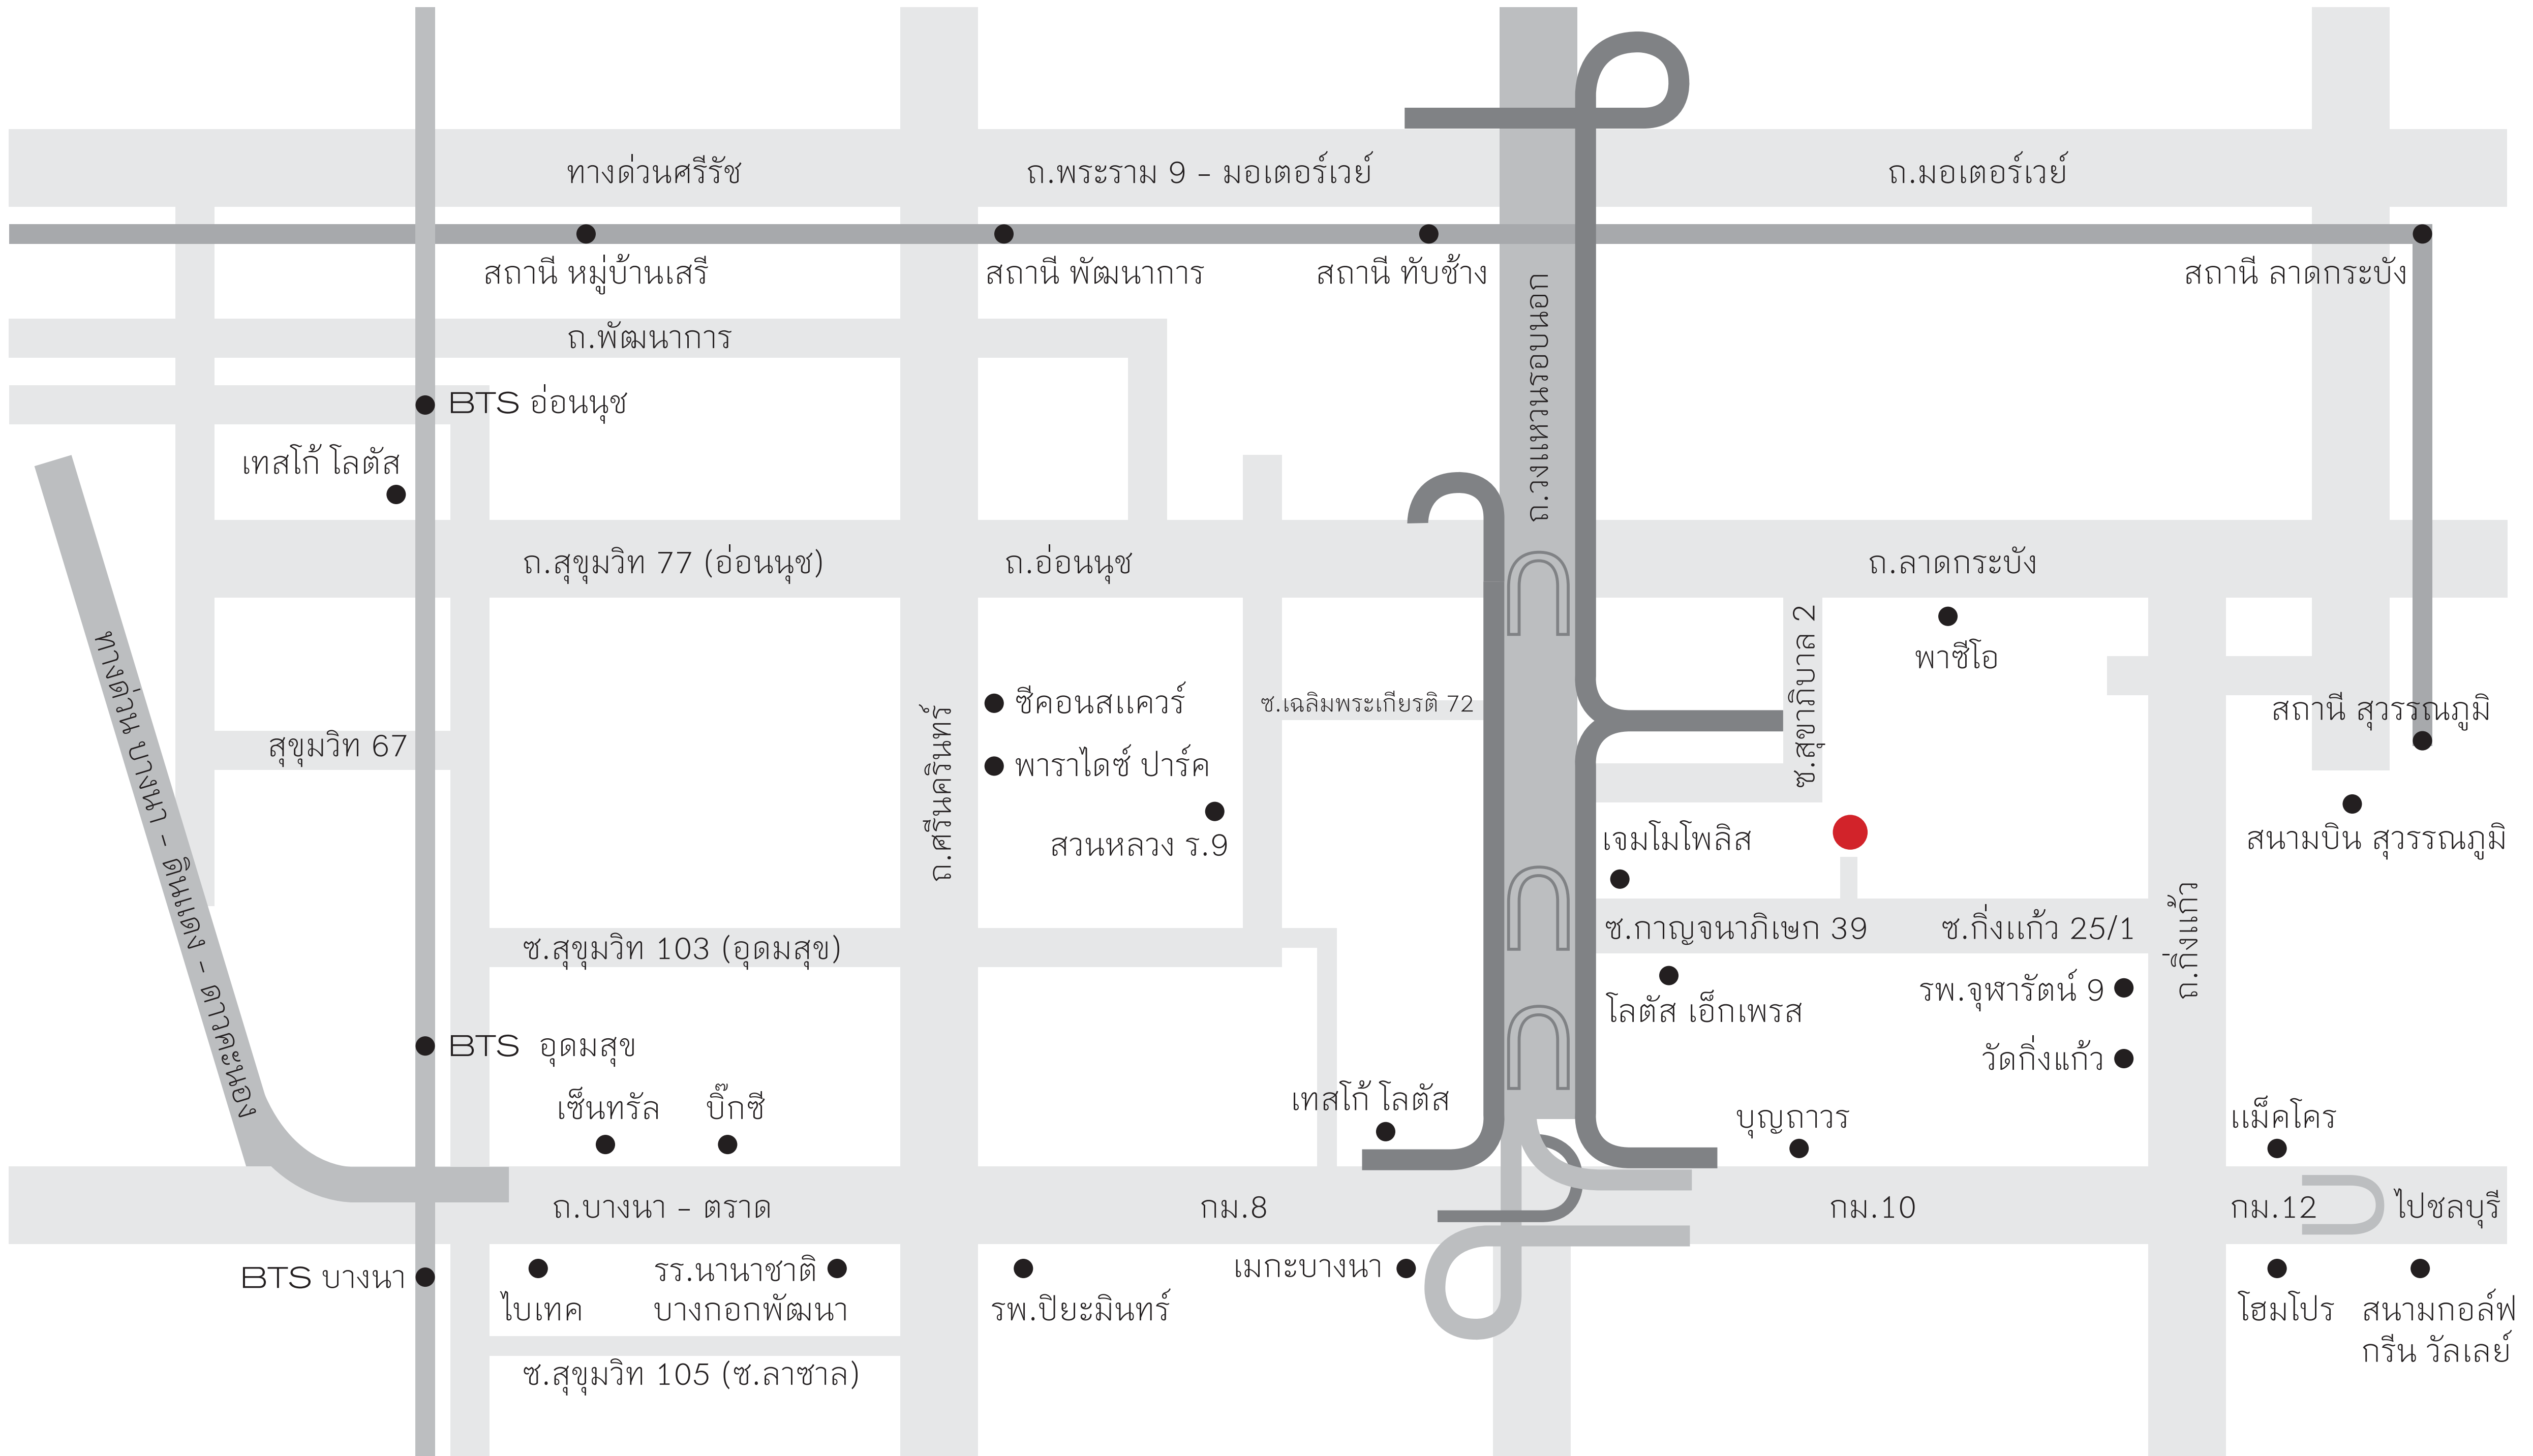 ทางด่วนศรีรัช
ถ.พระราม 9 – มอเตอร์เวย์
ถ.มอเตอร์เวย์
สถานี หมู่บ้านเสรี
สถานี พัฒนาการ
สถานี ทับช้าง
สถานี ลาดกระบัง
ถ.พัฒนาการ
ถ.วงแหวนรอบนอก
BTS อ่อนนุช
เทสโก้ โลตัส
ถ.สุขุมวิท 77 (อ่อนนุช)
ถ.อ่อนนุช
ถ.ลาดกระบัง
ทางด่วน บางนา – ดินแดง – ดาวคะนอง
ซ.สุขาภิบาล 2
พาซีโอ
ซีคอนสแควร์
ซ.เฉลิมพระเกียรติ 72
สถานี สุวรรณภูมิ
สุขุมวิท 67
ถ.ศรีนครินทร์
พาราไดซ์ ปาร์ค
สวนหลวง ร.9
เจมโมโพลิส
สนามบิน สุวรรณภูมิ
ซ.สุขุมวิท 103 (อุดมสุข)
ซ.กาญจนาภิเษก 39
ซ.กิ่งแก้ว 25/1
ถ.กิ่งแก้ว
โลตัส เอ็กเพรส
รพ.จุฬารัตน์ 9
BTS อุดมสุข
วัดกิ่งแก้ว
เซ็นทรัล
บิ๊กซี
เทสโก้ โลตัส
บุญถาวร
แม็คโคร
ถ.บางนา – ตราด
กม.8
กม.10
กม.12
ไปชลบุรี
BTS บางนา
ไบเทค
รร.นานาชาติ
บางกอกพัฒนา
รพ.ปิยะมินทร์
เมกะบางนา
โฮมโปร
สนามกอล์ฟ
กรีน วัลเลย์
ซ.สุขุมวิท 105 (ซ.ลาซาล)